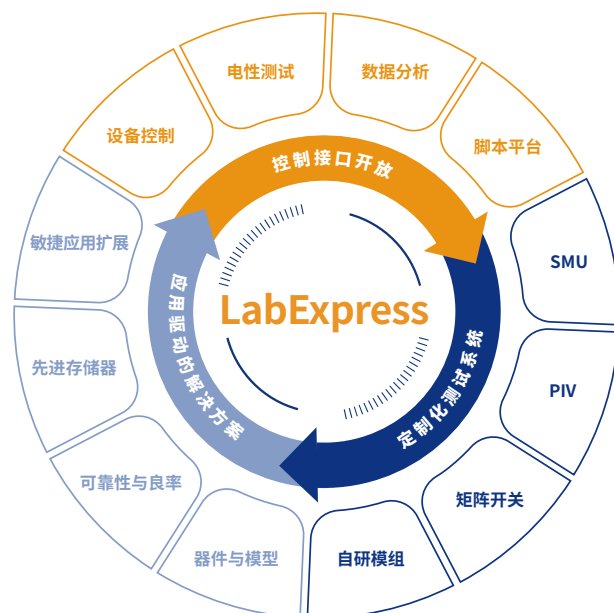 电性测试
数据分析
设备控制
脚本平台
控制接口开放
敏捷应用扩展
SMU
应用驱动的解决方案
LabExpress
定制化测试系统
先进存储器
PIV
可靠性与良率
矩阵开关
器件与模型
自研模组